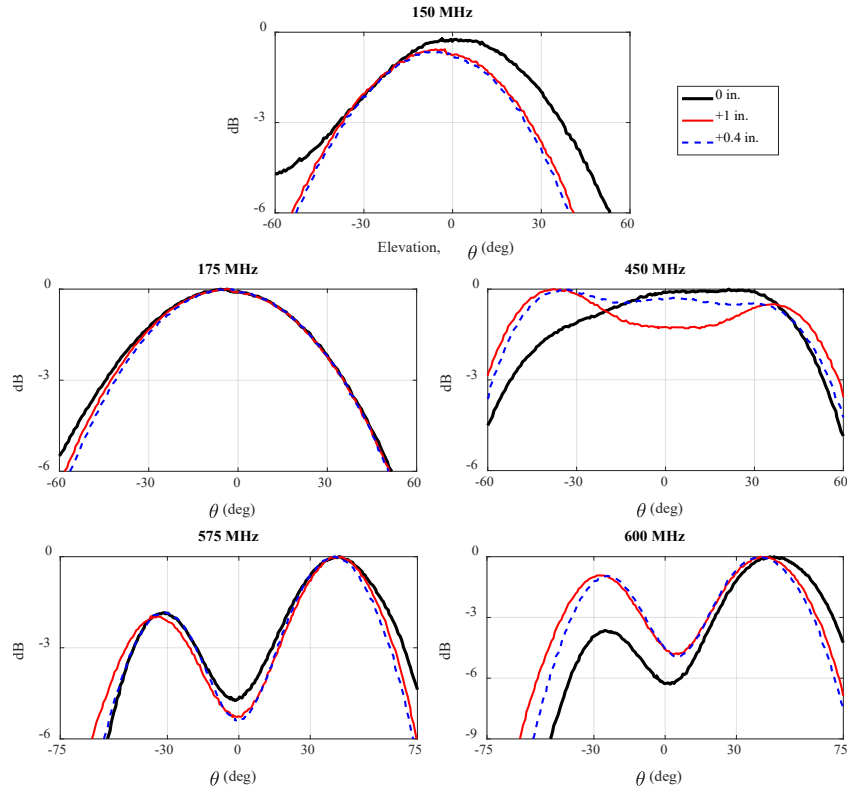 150 MHz
0
-3
-6
dB
-60
-30
0
30
60
Elevation, θ (deg)
0 in.
+1 in.
+0.4 in.
175 MHz
0
-3
-6
dB
-60
-30
0
30
60
θ (deg)
450 MHz
0
-3
-6
dB
-60
-30
0
30
60
θ (deg)
575 MHz
0
-3
-6
dB
-75
-30
0
30
75
θ (deg)
600 MHz
0
-3
-6
-9
dB
-75
-30
0
30
75
θ (deg)